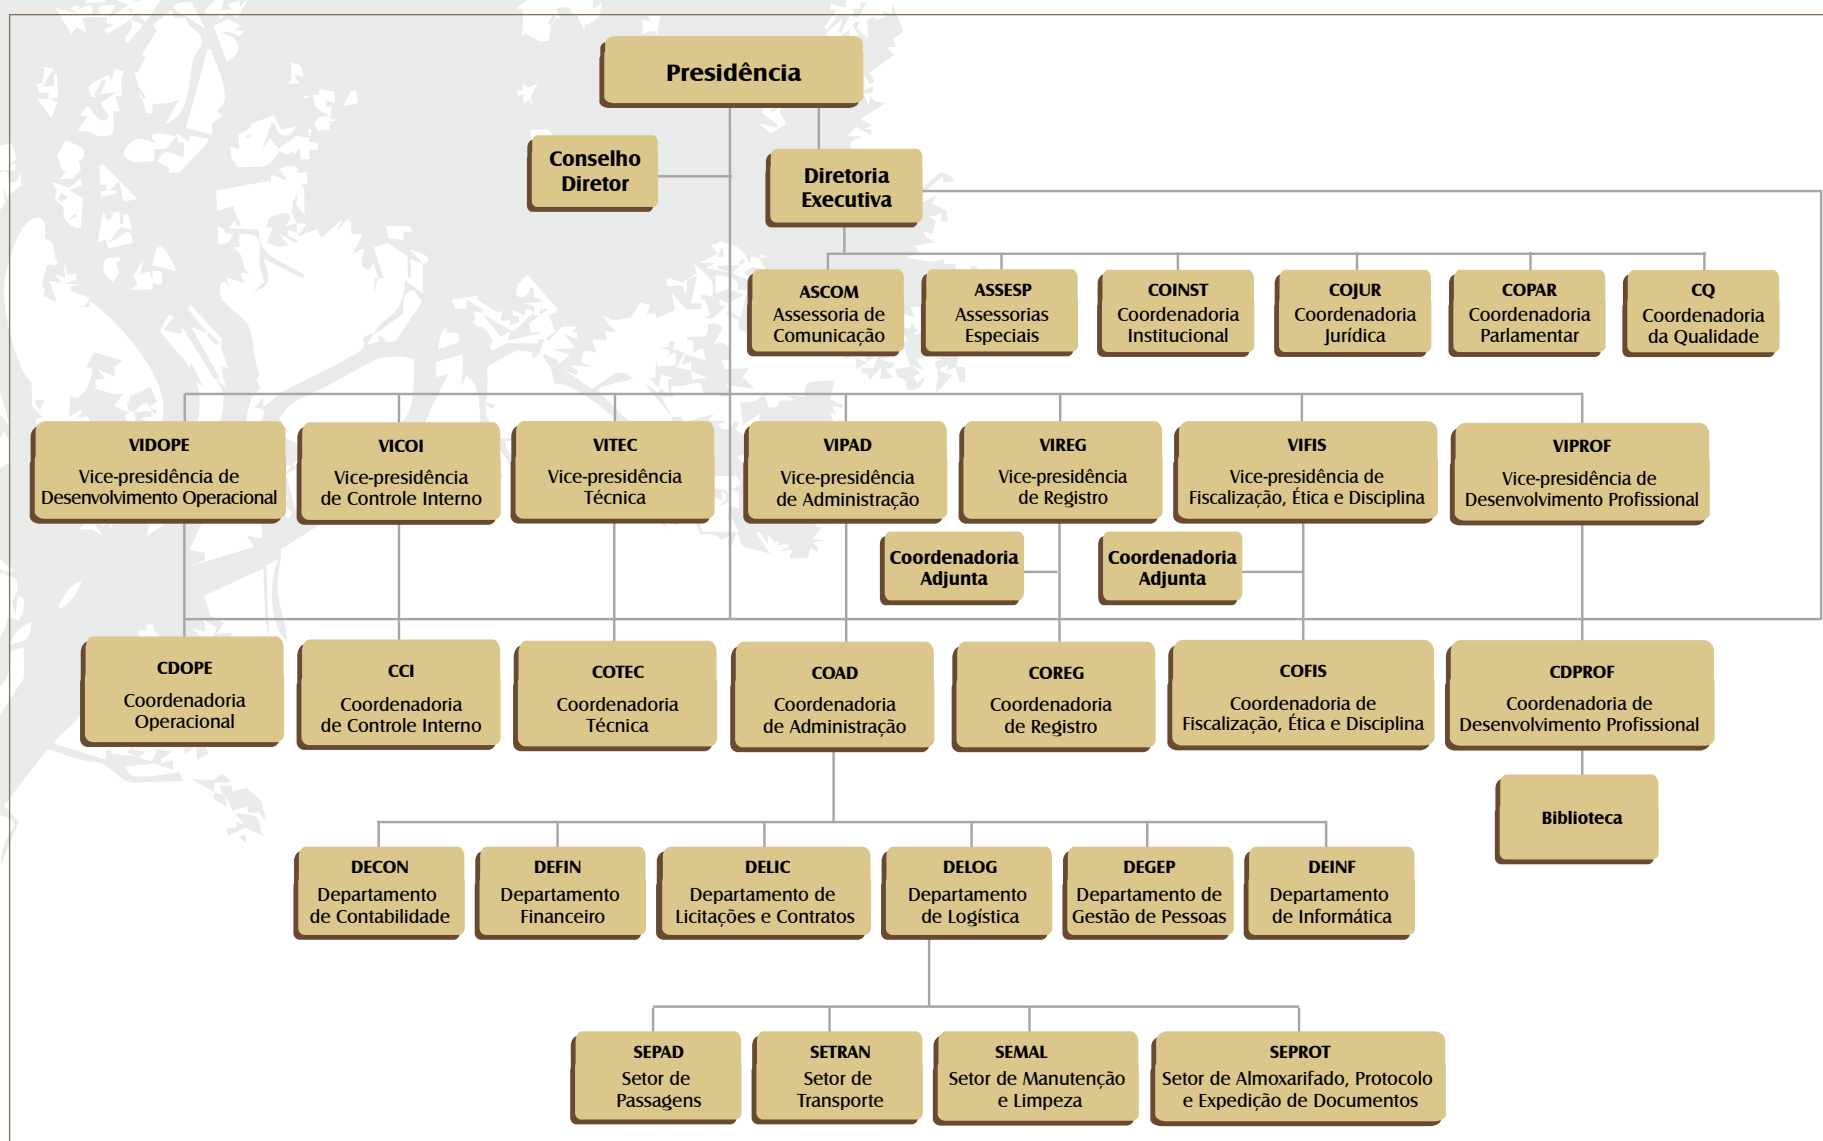 Presidência
Conselho
Diretor
Diretoria
Executiva
ASCOM
Assessoria de
Comunicação
ASSESP
Assessorias
Especiais
COINST
Coordenadoria
Institucional
COJUR
Coordenadoria
Jurídica
COPAR
Coordenadoria
Parlamentar
CQ
Coordenadoria
da Qualidade
VIDOPE
Vice-presidência de
Desenvolvimento Operacional
VICOI
Vice-presidência
de Controle Interno
VITEC
Vice-presidência
Técnica
VIPAD
Vice-presidência
de Administração
VIREG
Vice-presidência
de Registro
VIFIS
Vice-presidência de
Fiscalização, Ética e Disciplina
VIPROF
Vice-presidência de
Desenvolvimento Profissional
Coordenadoria
Adjunta
Coordenadoria
Adjunta
CDOPE
Coordenadoria
Operacional
CCI
Coordenadoria
de Controle Interno
COTEC
Coordenadoria
Técnica
COAD
Coordenadoria
de Administração
COREG
Coordenadoria
de Registro
COFIS
Coordenadoria de
Fiscalização, Ética e Disciplina
CDPROF
Coordenadoria de
Desenvolvimento Profissional
Biblioteca
DECON
Departamento
de Contabilidade
DEFIN
Departamento
Financeiro
DELIC
Departamento de
Licitações e Contratos
DELOG
Departamento
de Logística
DEGEP
Departamento de
Gestão de Pessoas
DEINF
Departamento
de Informática
SEPAD
Setor de
Passagens
SETRAN
Setor de
Transporte
SEMAL
Setor de Manutenção
e Limpeza
SEPROT
Setor de Almoxarifado, Protocolo
e Expedição de Documentos